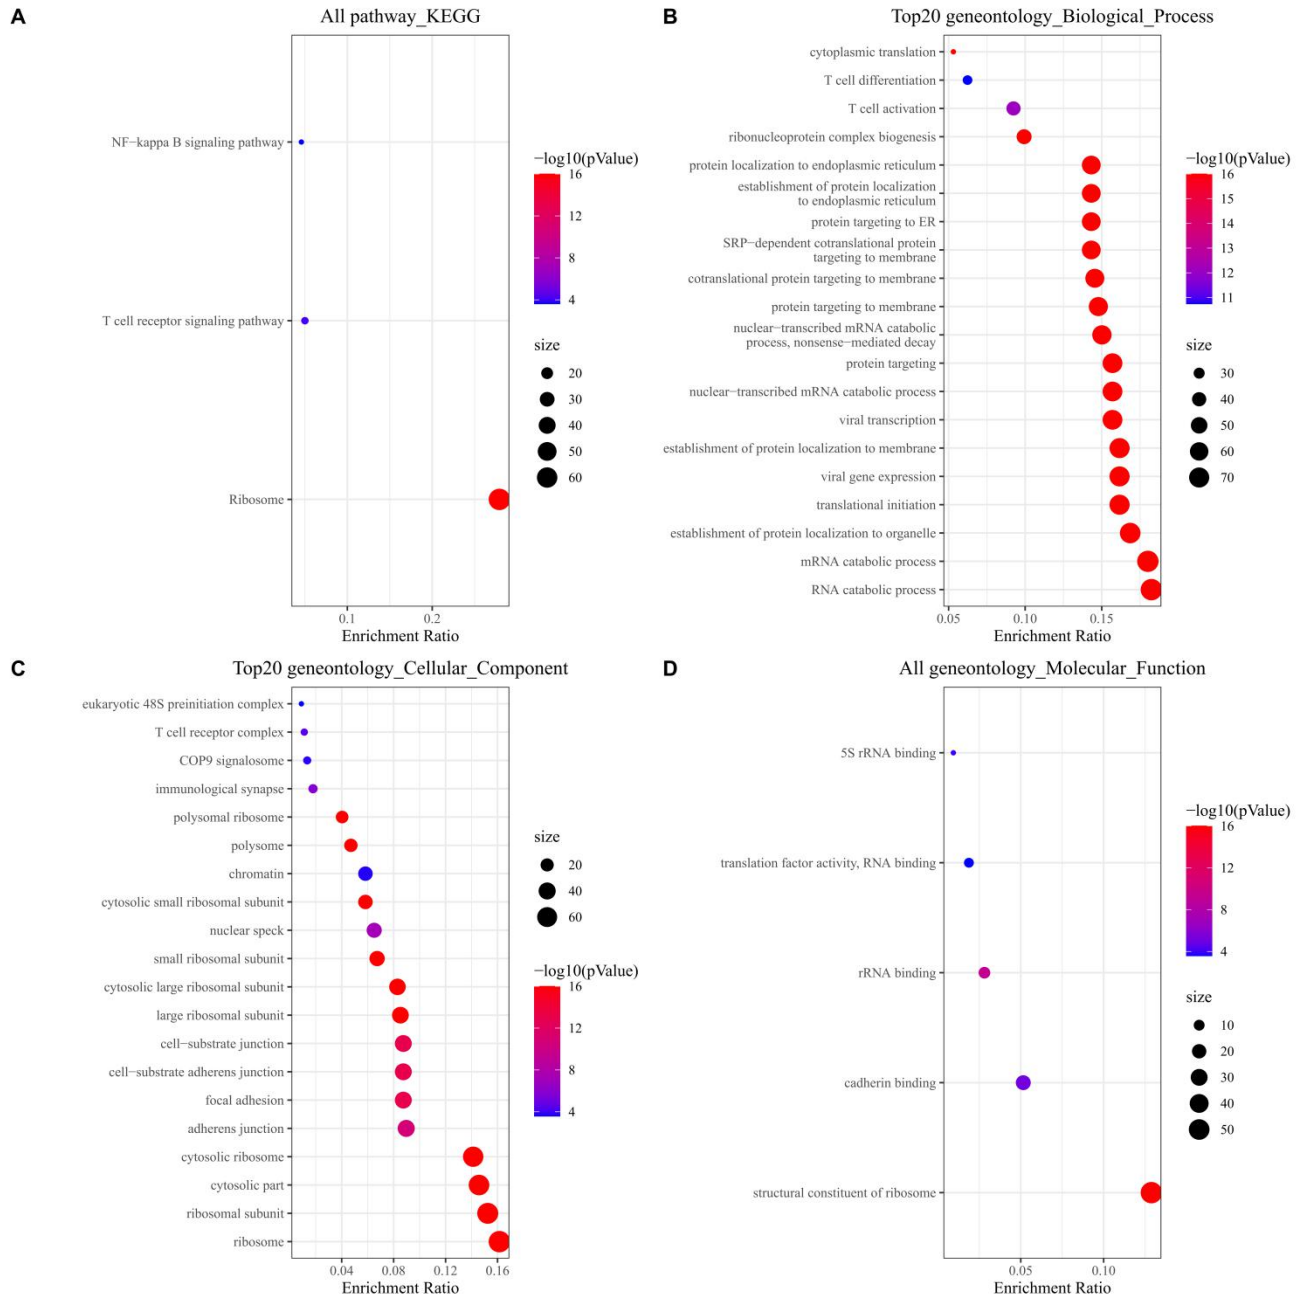 A
All pathway_KEGG
NF−kappa B signaling pathway
T cell receptor signaling pathway
Ribosome
0.1
0.2
Enrichment Ratio
−log10(pValue)
16
12
8
4
size
20
30
40
50
60
B
Top20 geneontology_Biological_Process
cytoplasmic translation
T cell differentiation
T cell activation
ribonucleoprotein complex biogenesis
protein localization to endoplasmic reticulum
establishment of protein localization
to endoplasmic reticulum
protein targeting to ER
SRP−dependent cotranslational protein
targeting to membrane
cotranslational protein targeting to membrane
protein targeting to membrane
nuclear−transcribed mRNA catabolic
process, nonsense−mediated decay
protein targeting
nuclear−transcribed mRNA catabolic process
viral transcription
establishment of protein localization to membrane
viral gene expression
translational initiation
establishment of protein localization to organelle
mRNA catabolic process
RNA catabolic process
0.05
0.10
0.15
Enrichment Ratio
−log10(pValue)
16
15
14
13
12
11
size
30
40
50
60
70
C
Top20 geneontology_Cellular_Component
eukaryotic 48S preinitiation complex
T cell receptor complex
COP9 signalosome
immunological synapse
polysomal ribosome
polysome
chromatin
cytosolic small ribosomal subunit
nuclear speck
small ribosomal subunit
cytosolic large ribosomal subunit
large ribosomal subunit
cell−substrate junction
cell−substrate adherens junction
focal adhesion
adherens junction
cytosolic ribosome
cytosolic part
ribosomal subunit
ribosome
0.04
0.08
0.12
0.16
Enrichment Ratio
size
20
40
60
−log10(pValue)
16
12
8
4
D
All geneontology_Molecular_Function
5S rRNA binding
translation factor activity, RNA binding
rRNA binding
cadherin binding
structural constituent of ribosome
0.05
0.10
Enrichment Ratio
−log10(pValue)
16
12
8
4
size
10
20
30
40
50